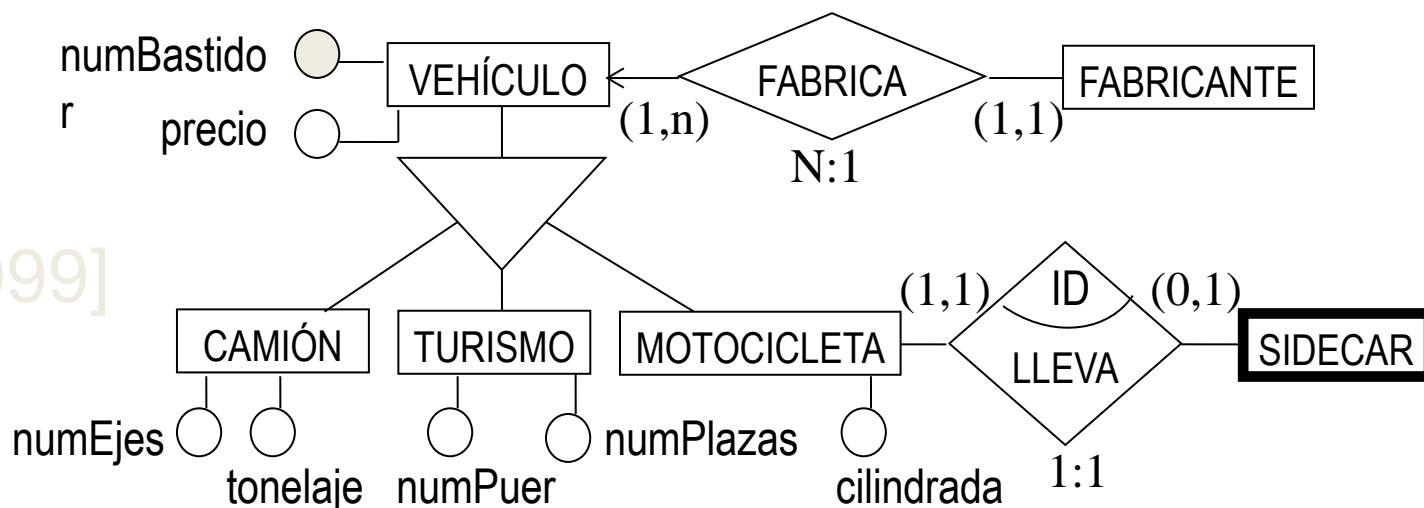 numBastido
r
VEHÍCULO
FABRICA
FABRICANTE
precio
(1,n)
(1,1)
N:1
999]
(1,1)
ID
(0,1)
CAMIÓN
TURISMO
MOTOCICLETA
LLEVA
SIDECAR
numEjes
tonelaje
numPuer
numPlazas
cilindrada
1:1